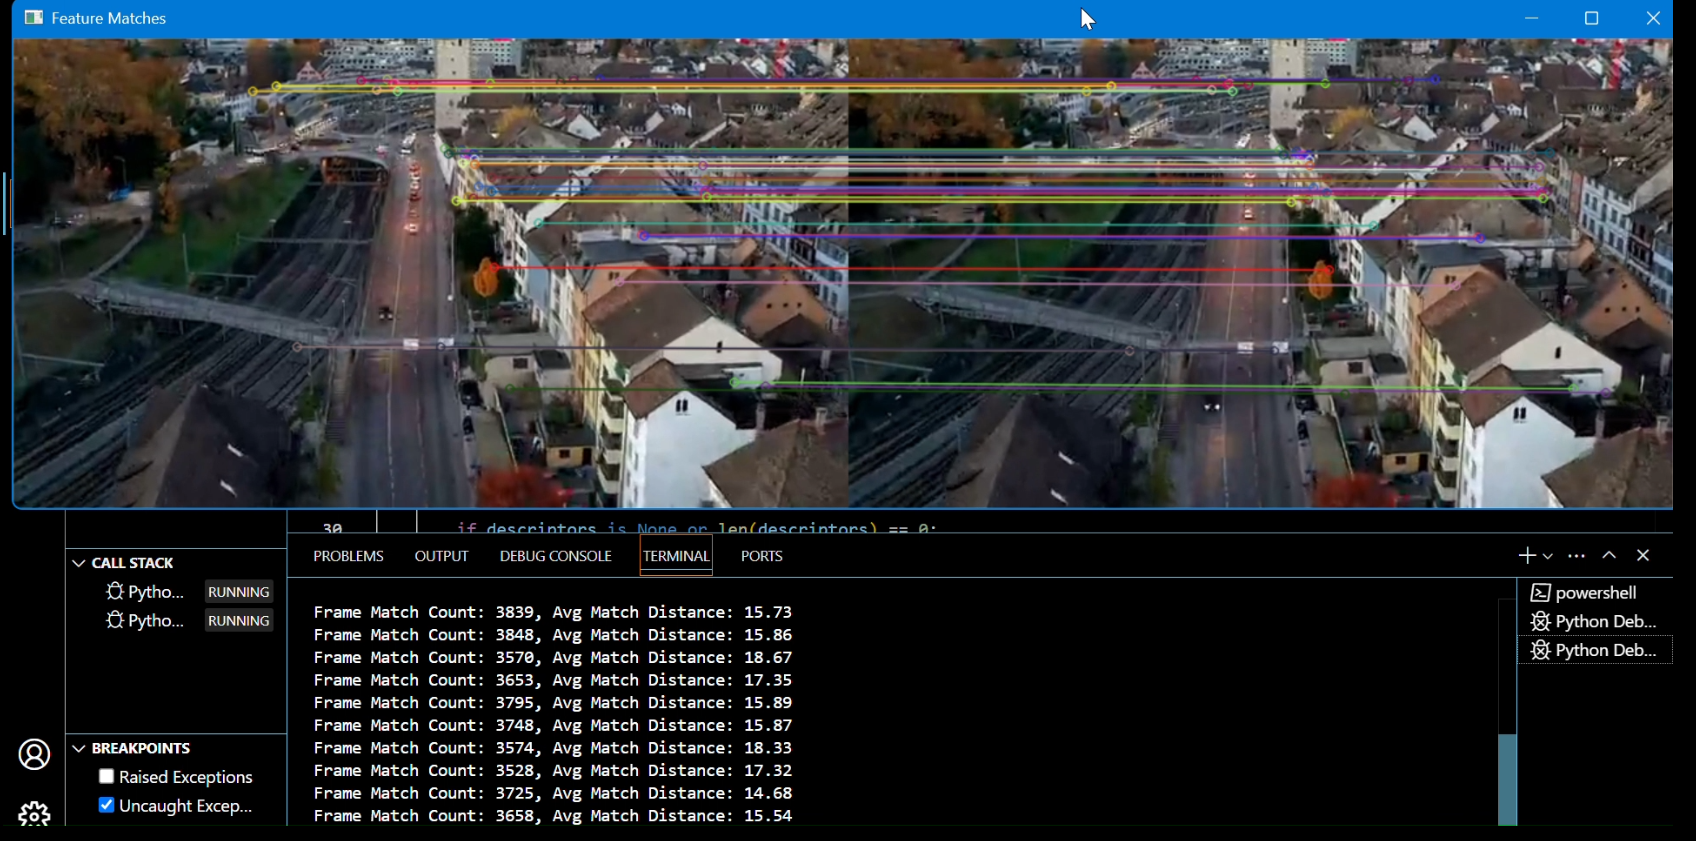 Feature Matches
30 if descriptors is None or len(descriptors) == 0:
CALL STACK
Pytho... RUNNING
Pytho... RUNNING
BREAKPOINTS
Raised Exceptions
Uncaught Excep...
PROBLEMS OUTPUT DEBUG CONSOLE TERMINAL PORTS
Frame Match Count: 3839, Avg Match Distance: 15.73
Frame Match Count: 3848, Avg Match Distance: 15.86
Frame Match Count: 3570, Avg Match Distance: 18.67
Frame Match Count: 3653, Avg Match Distance: 17.35
Frame Match Count: 3795, Avg Match Distance: 15.89
Frame Match Count: 3748, Avg Match Distance: 15.87
Frame Match Count: 3574, Avg Match Distance: 18.33
Frame Match Count: 3528, Avg Match Distance: 17.32
Frame Match Count: 3725, Avg Match Distance: 14.68
Frame Match Count: 3658, Avg Match Distance: 15.54
powershell
Python Deb...
Python Deb...